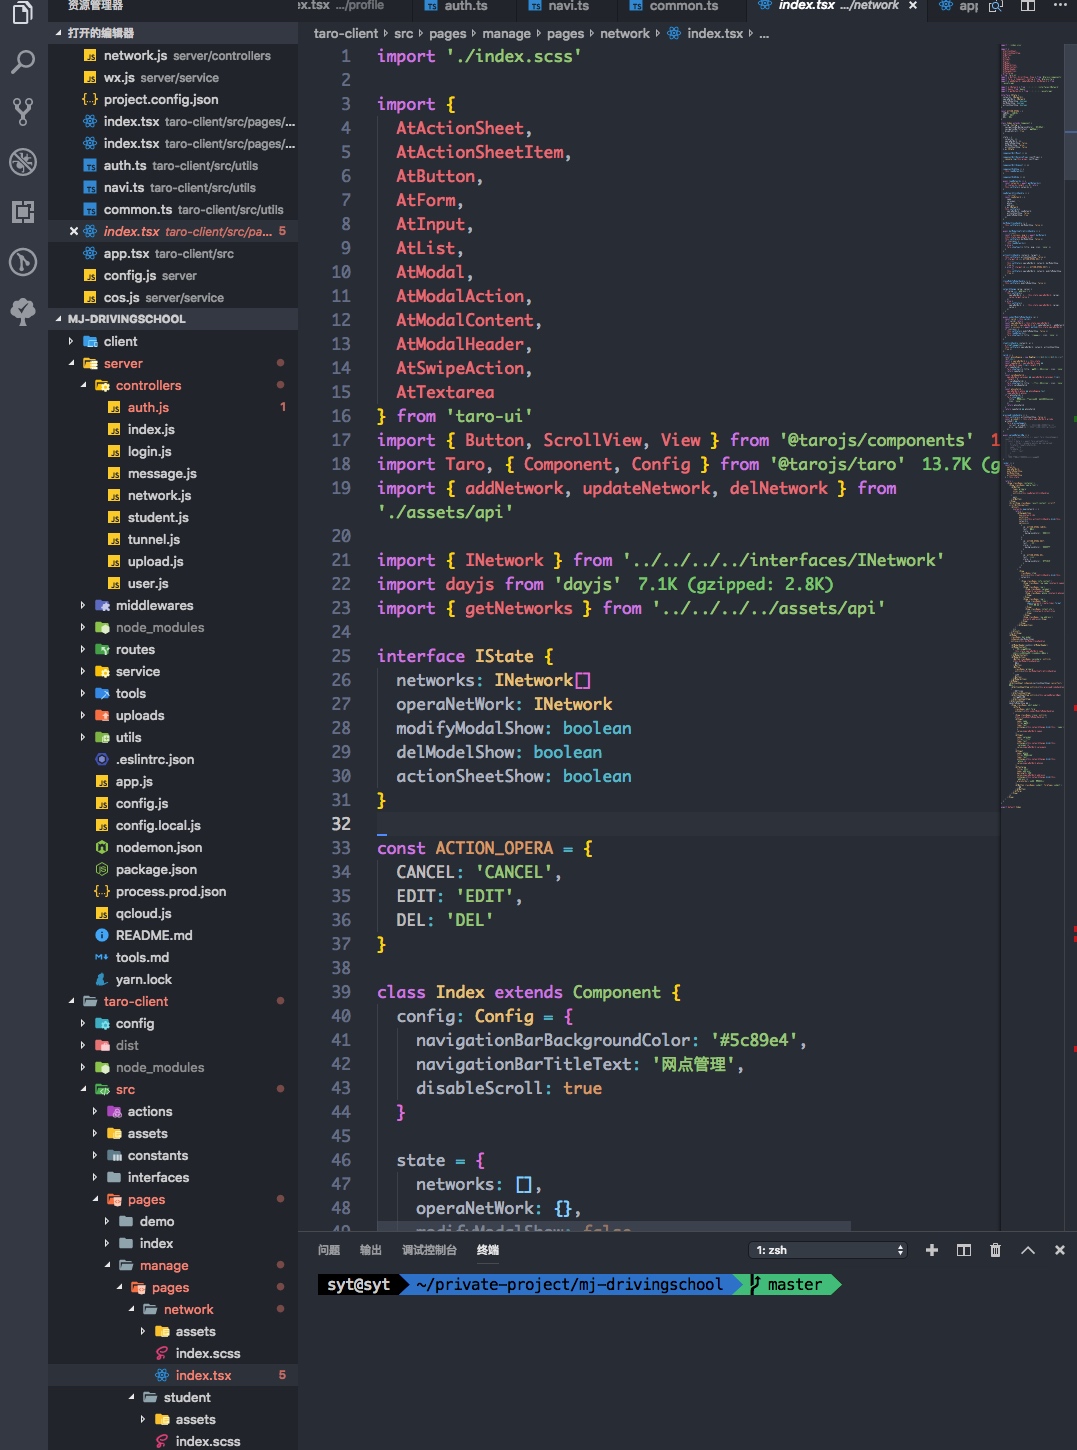 资源管理器
打开的编辑器
network.js server/controllers
wx.js server/service
project.config.json
index.tsx taro-client/src/pages/...
index.tsx taro-client/src/pages/...
auth.ts taro-client/src/utils
navi.ts taro-client/src/utils
common.ts taro-client/src/utils
index.tsx taro-client/src/pa... 5
app.tsx taro-client/src
config.js server
cos.js server/service
MJ-DRIVINGSCHOOL
client
server
controllers
auth.js 1
index.js
login.js
message.js
network.js
student.js
tunnel.js
upload.js
user.js
middlewares
node_modules
routes
service
tools
uploads
utils
.eslintrc.json
app.js
config.js
config.local.js
nodemon.json
package.json
process.prod.json
qcloud.js
README.md
tools.md
yarn.lock
taro-client
config
dist
node_modules
src
actions
assets
constants
interfaces
pages
demo
index
manage
pages
network
assets
index.scss
index.tsx 5
student
assets
index.scss
ex.tsx .../profile
auth.ts
navi.ts
common.ts
index.tsx .../network
app
taro-client › src › pages › manage › pages › network › index.tsx › ...
1 import './index.scss'
2
3 import {
4 AtActionSheet,
5 AtActionSheetItem,
6 AtButton,
7 AtForm,
8 AtInput,
9 AtList,
10 AtModal,
11 AtModalAction,
12 AtModalContent,
13 AtModalHeader,
14 AtSwipeAction,
15 AtTextarea
16 } from 'taro-ui'
17 import { Button, ScrollView, View } from '@tarojs/components' 1
18 import Taro, { Component, Config } from '@tarojs/taro' 13.7K (g
19 import { addNetwork, updateNetwork, delNetwork } from
'./assets/api'
20
21 import { INetwork } from '../../../../interfaces/INetwork'
22 import dayjs from 'dayjs' 7.1K (gzipped: 2.8K)
23 import { getNetworks } from '../../../../assets/api'
24
25 interface IState {
26 networks: INetwork[]
27 operaNetWork: INetwork
28 modifyModalShow: boolean
29 delModelShow: boolean
30 actionSheetShow: boolean
31 }
32
33 const ACTION_OPERA = {
34 CANCEL: 'CANCEL',
35 EDIT: 'EDIT',
36 DEL: 'DEL'
37 }
38
39 class Index extends Component {
40 config: Config = {
41 navigationBarBackgroundColor: '#5c89e4',
42 navigationBarTitleText: '网点管理',
43 disableScroll: true
44 }
45
46 state = {
47 networks: [],
48 operaNetWork: {},
49 modifyModalShow: false
问题 输出 调试控制台 终端 1: zsh
syt@syt ~/private-project/mj-drivingschool master